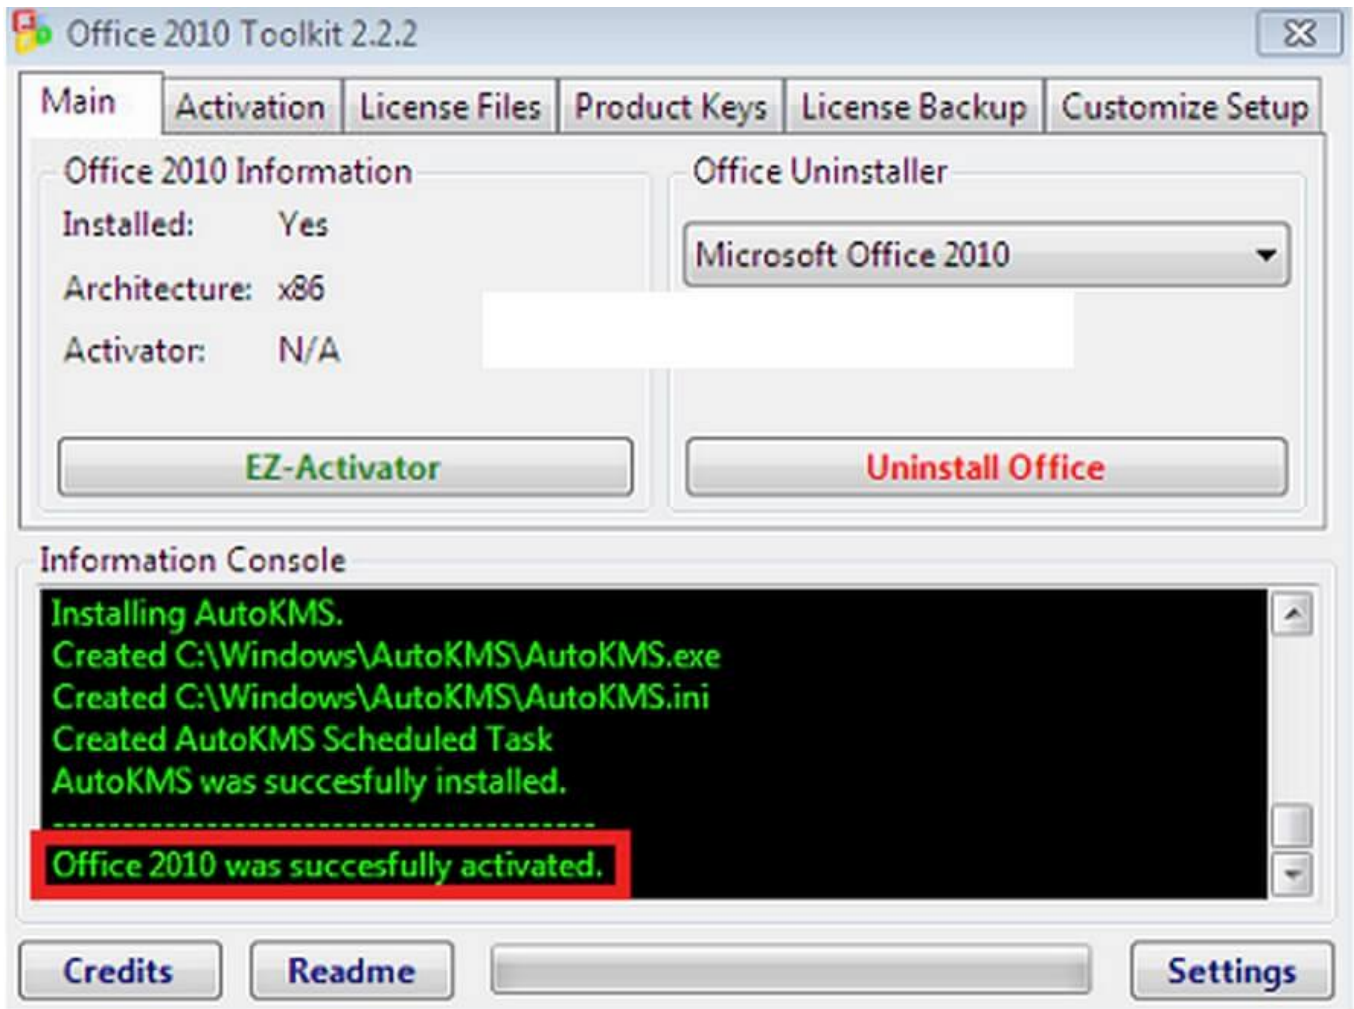 Office 2010 Toolkit 2.2.2
Main Activation License Files Product Keys License Backup Customize Setup
Office 2010 Information
Installed: Yes
Architecture: x86
Activator: N/A
EZ-Activator
Office Uninstaller
Microsoft Office 2010
Uninstall Office
Information Console
Installing AutoKMS.
Created C:\Windows\AutoKMS\AutoKMS.exe
Created C:\Windows\AutoKMS\AutoKMS.ini
Created AutoKMS Scheduled Task
AutoKMS was succesfully installed.
----------------------------------------
Office 2010 was succesfully activated.
Credits Readme Settings